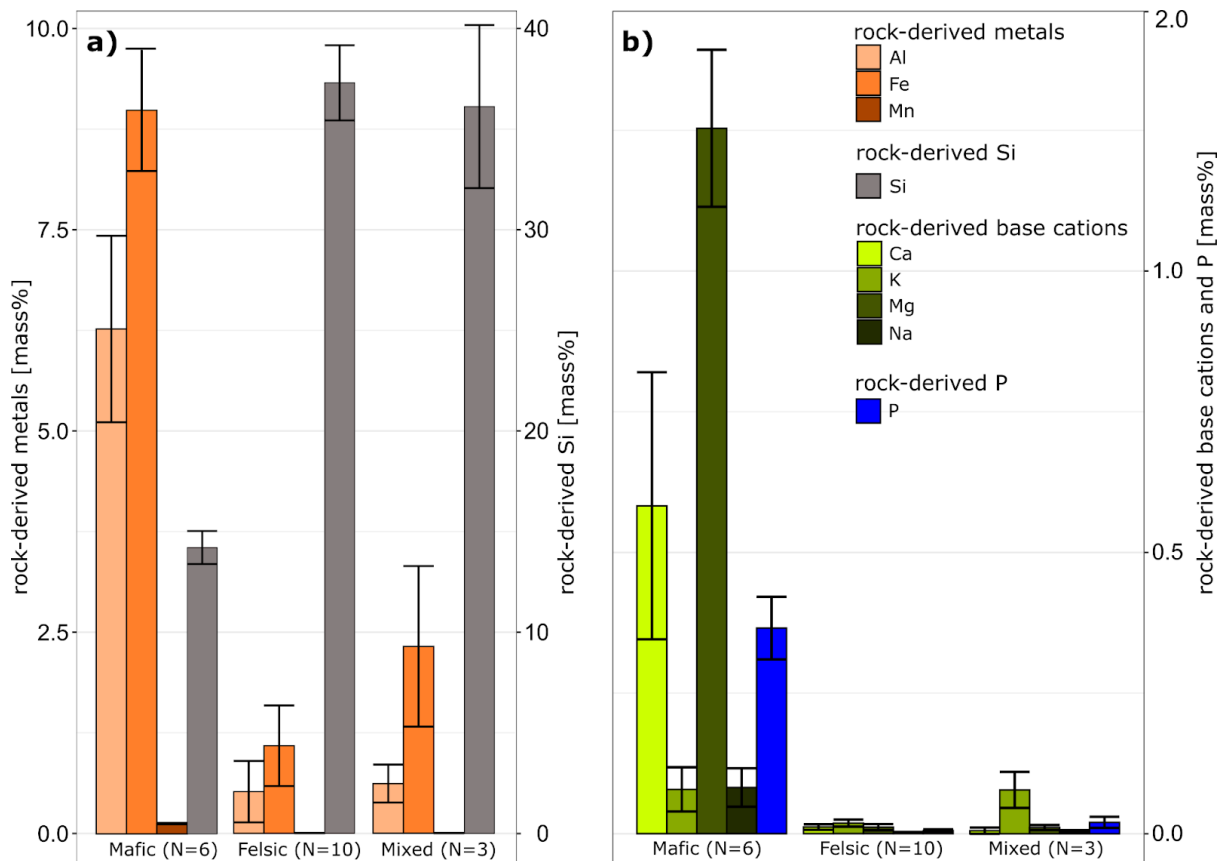 a)
10.0
7.5
5.0
2.5
0.0
rock-derived metals [mass%]
40
30
20
10
0
rock-derived Si [mass%]
Mafic (N=6)
Felsic (N=10)
Mixed (N=3)
b)
rock-derived metals
Al
Fe
Mn
rock-derived Si
Si
rock-derived base cations
Ca
K
Mg
Na
rock-derived P
P
2.0
1.0
0.5
0.0
rock-derived base cations and P [mass%]
Mafic (N=6)
Felsic (N=10)
Mixed (N=3)